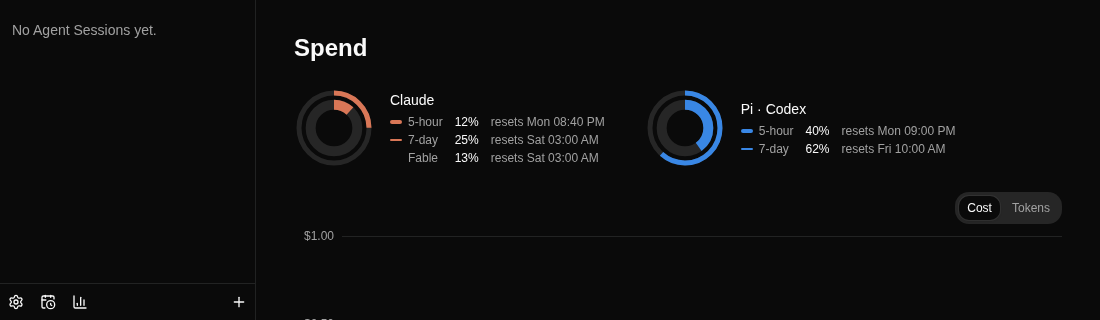 No Agent Sessions yet.
Spend
Claude
5-hour 12% resets Mon 08:40 PM
7-day 25% resets Sat 03:00 AM
Fable 13% resets Sat 03:00 AM
Pi · Codex
5-hour 40% resets Mon 09:00 PM
7-day 62% resets Fri 10:00 AM
Cost Tokens
$1.00